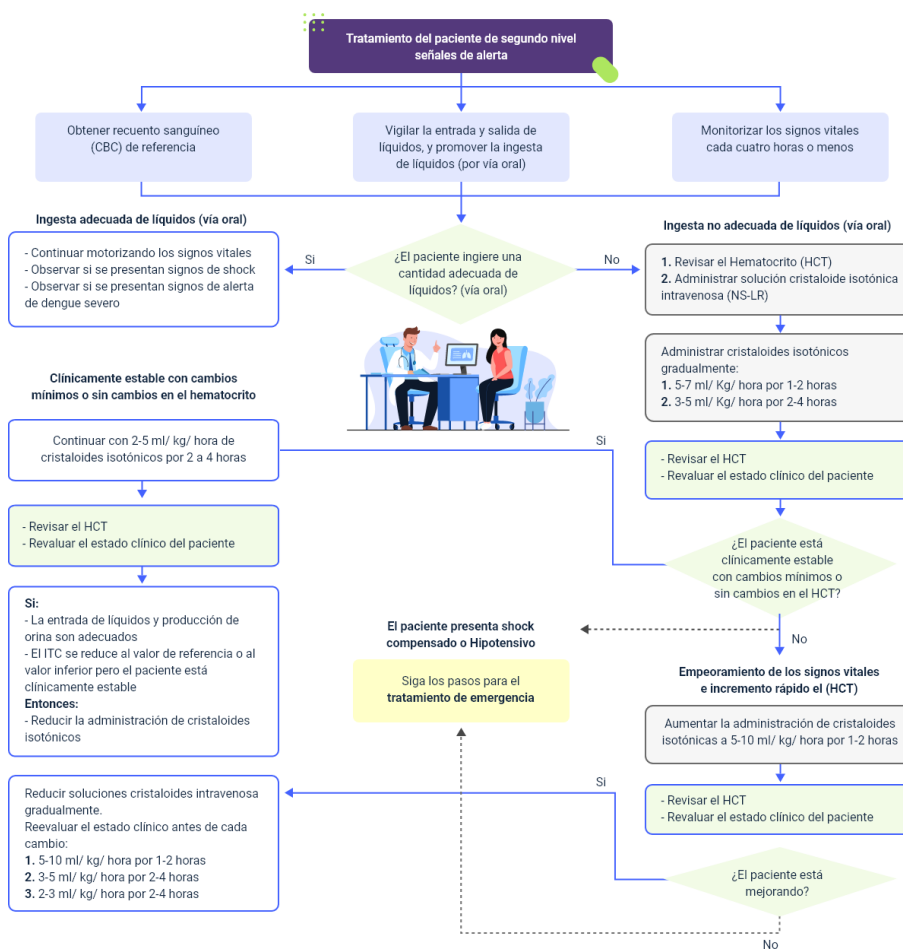 Tratamiento del paciente de segundo nivel
señales de alerta
Obtener recuento sanguíneo
(CBC) de referencia
Vigilar la entrada y salida de
líquidos, y promover la ingesta
de líquidos (por vía oral)
Monitorizar los signos vitales
cada cuatro horas o menos
Ingesta adecuada de líquidos (vía oral)
- Continuar motorizando los signos vitales
- Observar si se presentan signos de shock
- Observar si se presentan signos de alerta
de dengue severo
Si
¿El paciente ingiere una
cantidad adecuada de
líquidos? (vía oral)
No
Ingesta no adecuada de líquidos (vía oral)
1. Revisar el Hematocrito (HCT)
2. Administrar solución cristaloide isotónica
intravenosa (NS-LR)
Administrar cristaloides isotónicos
gradualmente:
1. 5-7 ml/ Kg/ hora por 1-2 horas
2. 3-5 ml/ Kg/ hora por 2-4 horas
- Revisar el HCT
- Revaluar el estado clínico del paciente
¿El paciente está
clínicamente estable
con cambios mínimos o
sin cambios en el HCT?
Si
Clínicamente estable con cambios
mínimos o sin cambios en el hematocrito
Continuar con 2-5 ml/ kg/ hora de
cristaloides isotónicos por 2 a 4 horas
- Revisar el HCT
- Revaluar el estado clínico del paciente
Si:
- La entrada de líquidos y producción de
orina son adecuados
- El ITC se reduce al valor de referencia o al
valor inferior pero el paciente está
clínicamente estable
Entonces:
- Reducir la administración de cristaloides
isotónicos
No
El paciente presenta shock
compensado o Hipotensivo
Siga los pasos para el
tratamiento de emergencia
Empeoramiento de los signos vitales
e incremento rápido el (HCT)
Aumentar la administración de cristaloides
isotónicas a 5-10 ml/ kg/ hora por 1-2 horas
- Revisar el HCT
- Revaluar el estado clínico del paciente
¿El paciente está
mejorando?
Si
Reducir soluciones cristaloides intravenosa
gradualmente.
Reevaluar el estado clínico antes de cada
cambio:
1. 5-10 ml/ kg/ hora por 1-2 horas
2. 3-5 ml/ kg/ hora por 2-4 horas
3. 2-3 ml/ kg/ hora por 2-4 horas
No